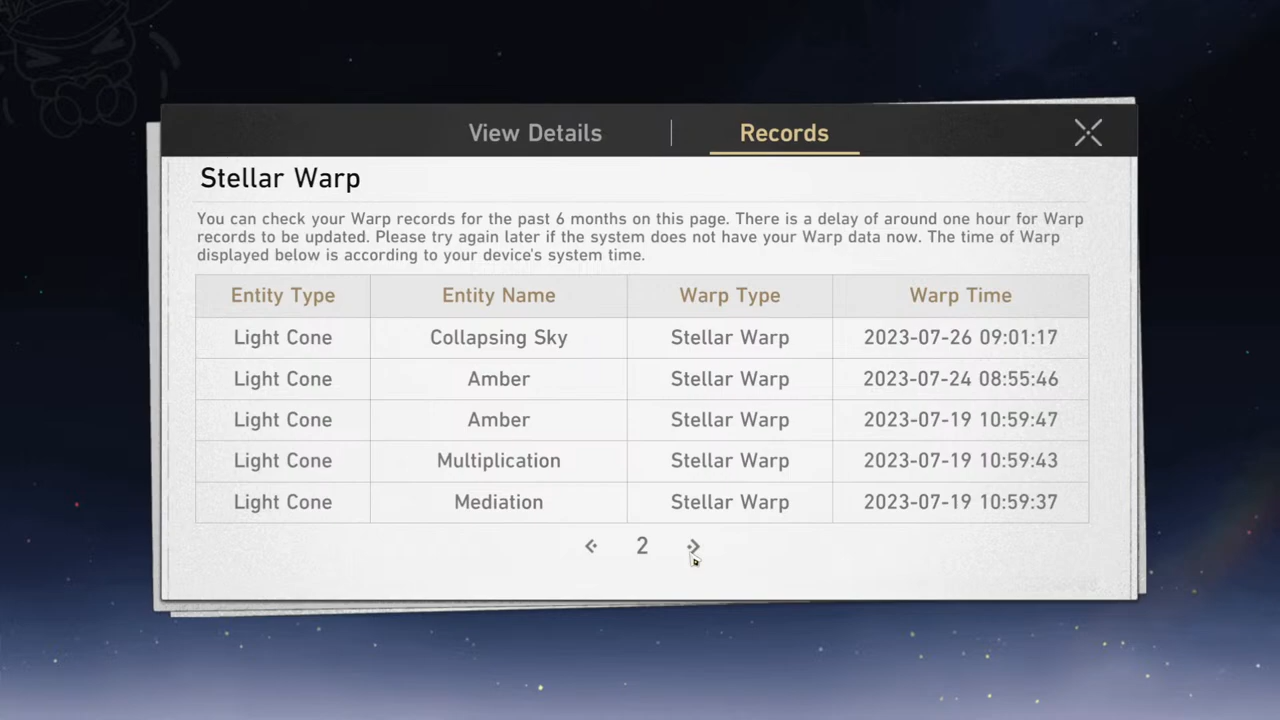 View Details
Records
Stellar Warp
You can check your Warp records for the past 6 months on this page. There is a delay of around one hour for Warp
records to be updated. Please try again later if the system does not have your Warp data now. The time of Warp
displayed below is according to your device's system time.
Entity Type Entity Name Warp Type Warp Time
Light Cone Collapsing Sky Stellar Warp 2023-07-26 09:01:17
Light Cone Amber Stellar Warp 2023-07-24 08:55:46
Light Cone Amber Stellar Warp 2023-07-19 10:59:47
Light Cone Multiplication Stellar Warp 2023-07-19 10:59:43
Light Cone Mediation Stellar Warp 2023-07-19 10:59:37
2